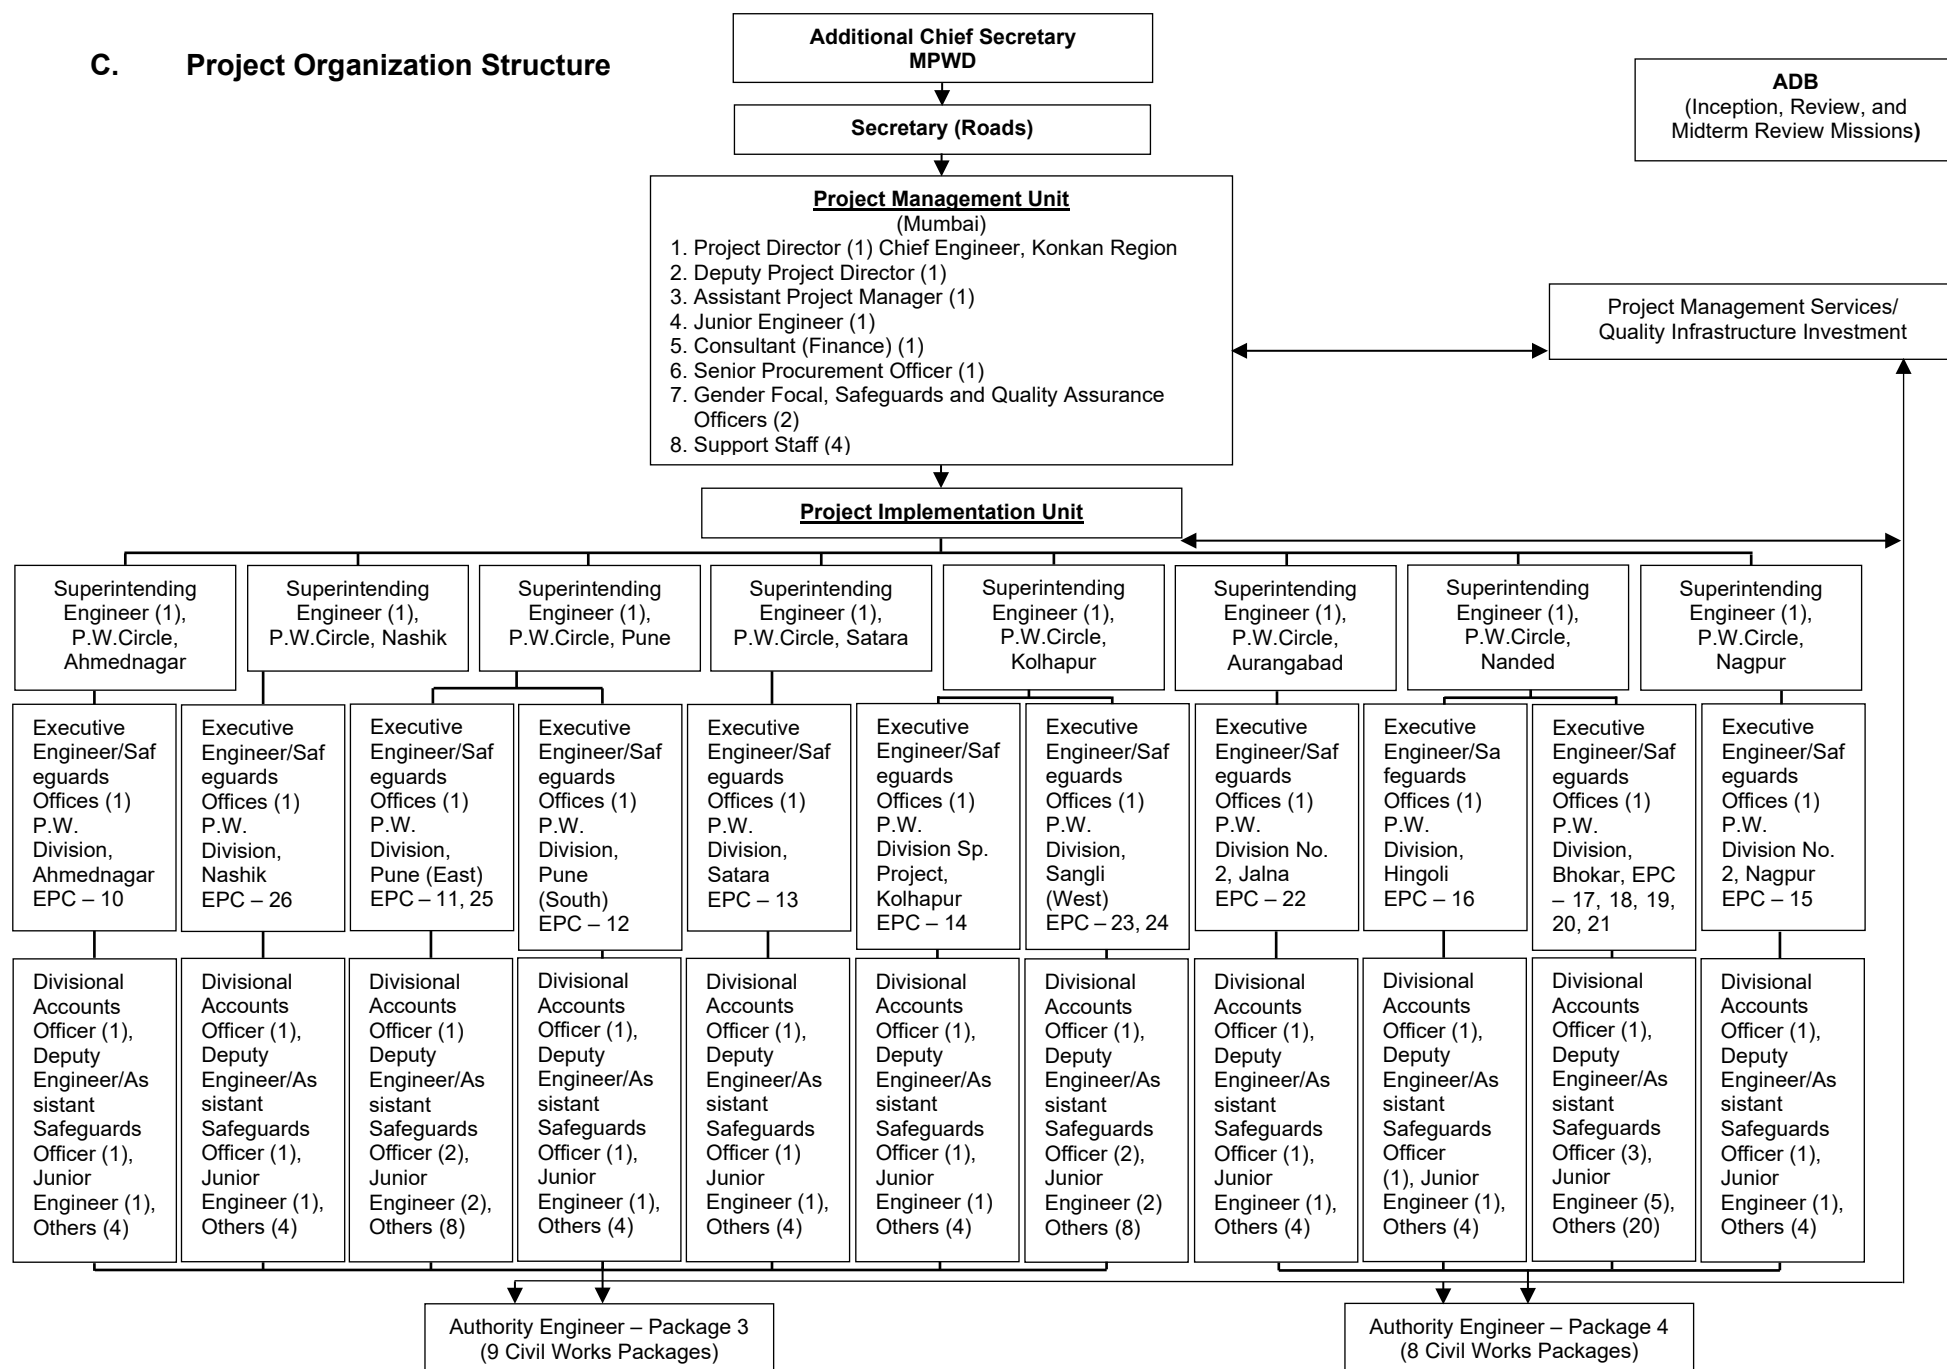 C. Project Organization Structure
Additional Chief Secretary
MPWD
Secretary (Roads)
ADB
(Inception, Review, and
Midterm Review Missions)
Project Management Unit
(Mumbai)
1. Project Director (1) Chief Engineer, Konkan Region
2. Deputy Project Director (1)
3. Assistant Project Manager (1)
4. Junior Engineer (1)
5. Consultant (Finance) (1)
6. Senior Procurement Officer (1)
7. Gender Focal, Safeguards and Quality Assurance
Officers (2)
8. Support Staff (4)
Project Management Services/
Quality Infrastructure Investment
Project Implementation Unit
Superintending
Engineer (1),
P.W.Circle,
Ahmednagar
Superintending
Engineer (1),
P.W.Circle, Nashik
Superintending
Engineer (1),
P.W.Circle, Pune
Superintending
Engineer (1),
P.W.Circle, Satara
Superintending
Engineer (1),
P.W.Circle,
Kolhapur
Superintending
Engineer (1),
P.W.Circle,
Aurangabad
Superintending
Engineer (1),
P.W.Circle,
Nanded
Superintending
Engineer (1),
P.W.Circle,
Nagpur
Executive
Engineer/Saf
eguards
Offices (1)
P.W.
Division,
Ahmednagar
EPC – 10
Executive
Engineer/Saf
eguards
Offices (1)
P.W.
Division,
Nashik
EPC – 26
Executive
Engineer/Saf
eguards
Offices (1)
P.W.
Division,
Pune (East)
EPC – 11, 25
Executive
Engineer/Saf
eguards
Offices (1)
P.W.
Division,
Pune
(South)
EPC – 12
Executive
Engineer/Saf
eguards
Offices (1)
P.W.
Division,
Satara
EPC – 13
Executive
Engineer/Saf
eguards
Offices (1)
P.W.
Division Sp.
Project,
Kolhapur
EPC – 14
Executive
Engineer/Saf
eguards
Offices (1)
P.W.
Division,
Sangli
(West)
EPC – 23, 24
Executive
Engineer/Saf
eguards
Offices (1)
P.W.
Division No.
2, Jalna
EPC – 22
Executive
Engineer/Sa
feguards
Offices (1)
P.W.
Division,
Hingoli
EPC – 16
Executive
Engineer/Saf
eguards
Offices (1)
P.W.
Division,
Bhokar, EPC
– 17, 18, 19,
20, 21
Executive
Engineer/Saf
eguards
Offices (1)
P.W.
Division No.
2, Nagpur
EPC – 15
Divisional
Accounts
Officer (1),
Deputy
Engineer/As
sistant
Safeguards
Officer (1),
Junior
Engineer (1),
Others (4)
Divisional
Accounts
Officer (1),
Deputy
Engineer/As
sistant
Safeguards
Officer (1),
Junior
Engineer (1),
Others (4)
Divisional
Accounts
Officer (1)
Deputy
Engineer/As
sistant
Safeguards
Officer (2),
Junior
Engineer (2),
Others (8)
Divisional
Accounts
Officer (1),
Deputy
Engineer/As
sistant
Safeguards
Officer (1),
Junior
Engineer (1),
Others (4)
Divisional
Accounts
Officer (1),
Deputy
Engineer/As
sistant
Safeguards
Officer (1)
Junior
Engineer (1),
Others (4)
Divisional
Accounts
Officer (1),
Deputy
Engineer/As
sistant
Safeguards
Officer (1),
Junior
Engineer (1)
Others (4)
Divisional
Accounts
Officer (1),
Deputy
Engineer/As
sistant
Safeguards
Officer (2),
Junior
Engineer (2)
Others (8)
Divisional
Accounts
Officer (1),
Deputy
Engineer/As
sistant
Safeguards
Officer (1),
Junior
Engineer (1),
Others (4)
Divisional
Accounts
Officer (1),
Deputy
Engineer/As
sistant
Safeguards
Officer
(1), Junior
Engineer (1),
Others (4)
Divisional
Accounts
Officer (1),
Deputy
Engineer/As
sistant
Safeguards
Officer (3),
Junior
Engineer (5),
Others (20)
Divisional
Accounts
Officer (1),
Deputy
Engineer/As
sistant
Safeguards
Officer (1),
Junior
Engineer (1),
Others (4)
Authority Engineer – Package 3
(9 Civil Works Packages)
Authority Engineer – Package 4
(8 Civil Works Packages)